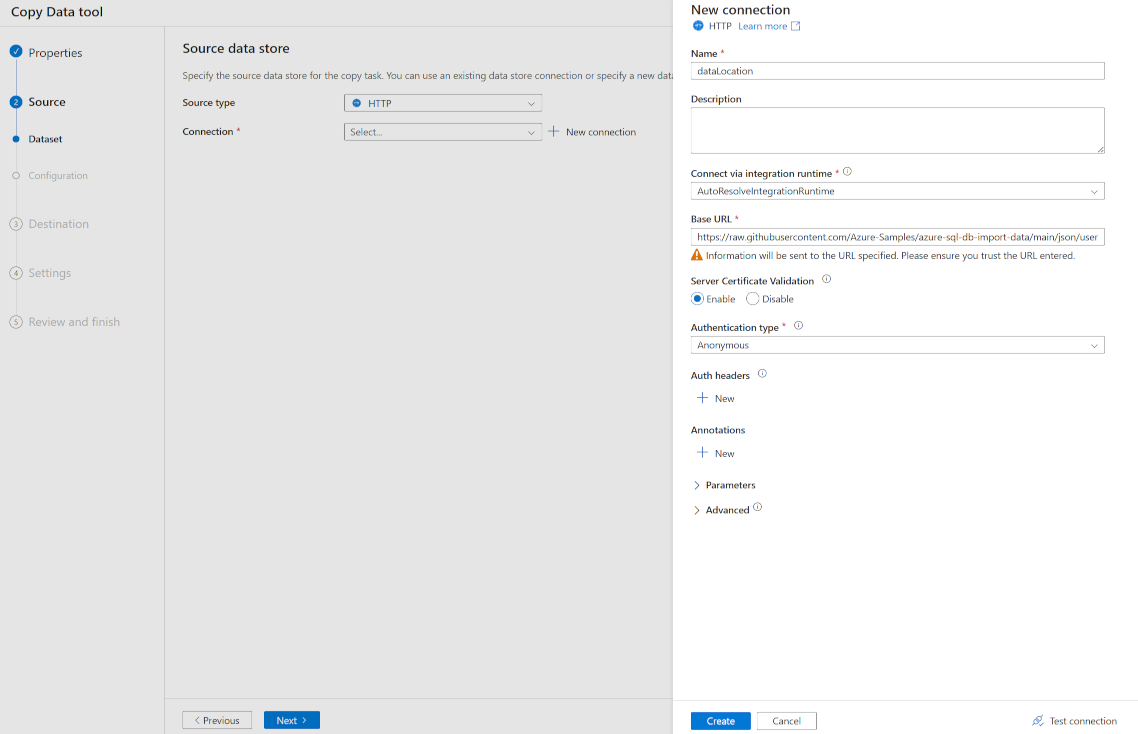 Copy Data tool
Properties
2 Source
Dataset
Configuration
3 Destination
4 Settings
5 Review and finish
Source data store
Specify the source data store for the copy task. You can use an existing data store connection or specify a new data
Source type
HTTP
Connection *
Select...
New connection
Previous
Next
New connection
HTTP Learn more
Name *
dataLocation
Description
Connect via integration runtime *
AutoResolveIntegrationRuntime
Base URL *
https://raw.githubusercontent.com/Azure-Samples/azure-sql-db-import-data/main/json/user
Information will be sent to the URL specified. Please ensure you trust the URL entered.
Server Certificate Validation
Enable Disable
Authentication type *
Anonymous
Auth headers
New
Annotations
New
Parameters
Advanced
Create Cancel Test connection